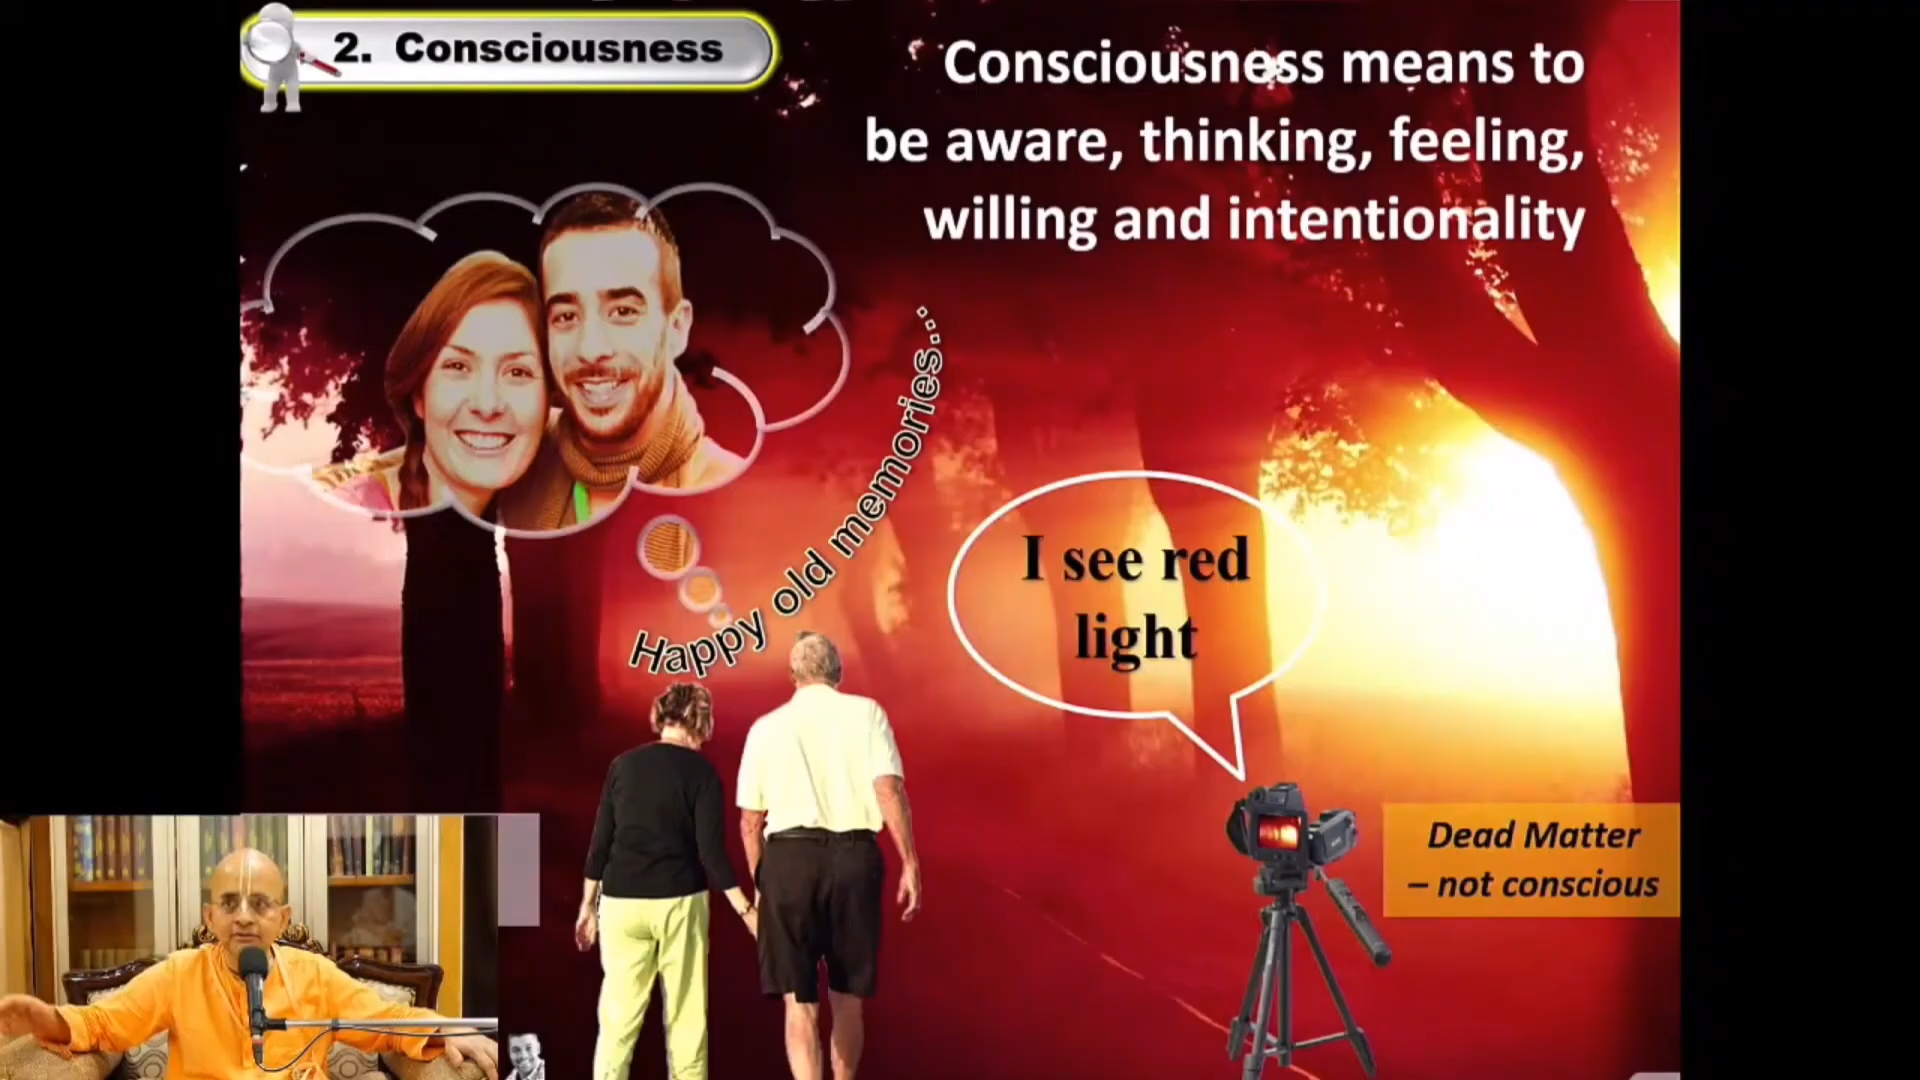 2. Consciousness
Consciousness means to
be aware, thinking, feeling,
willing and intentionality
Happy old memories...
I see red
light
Dead Matter
– not conscious